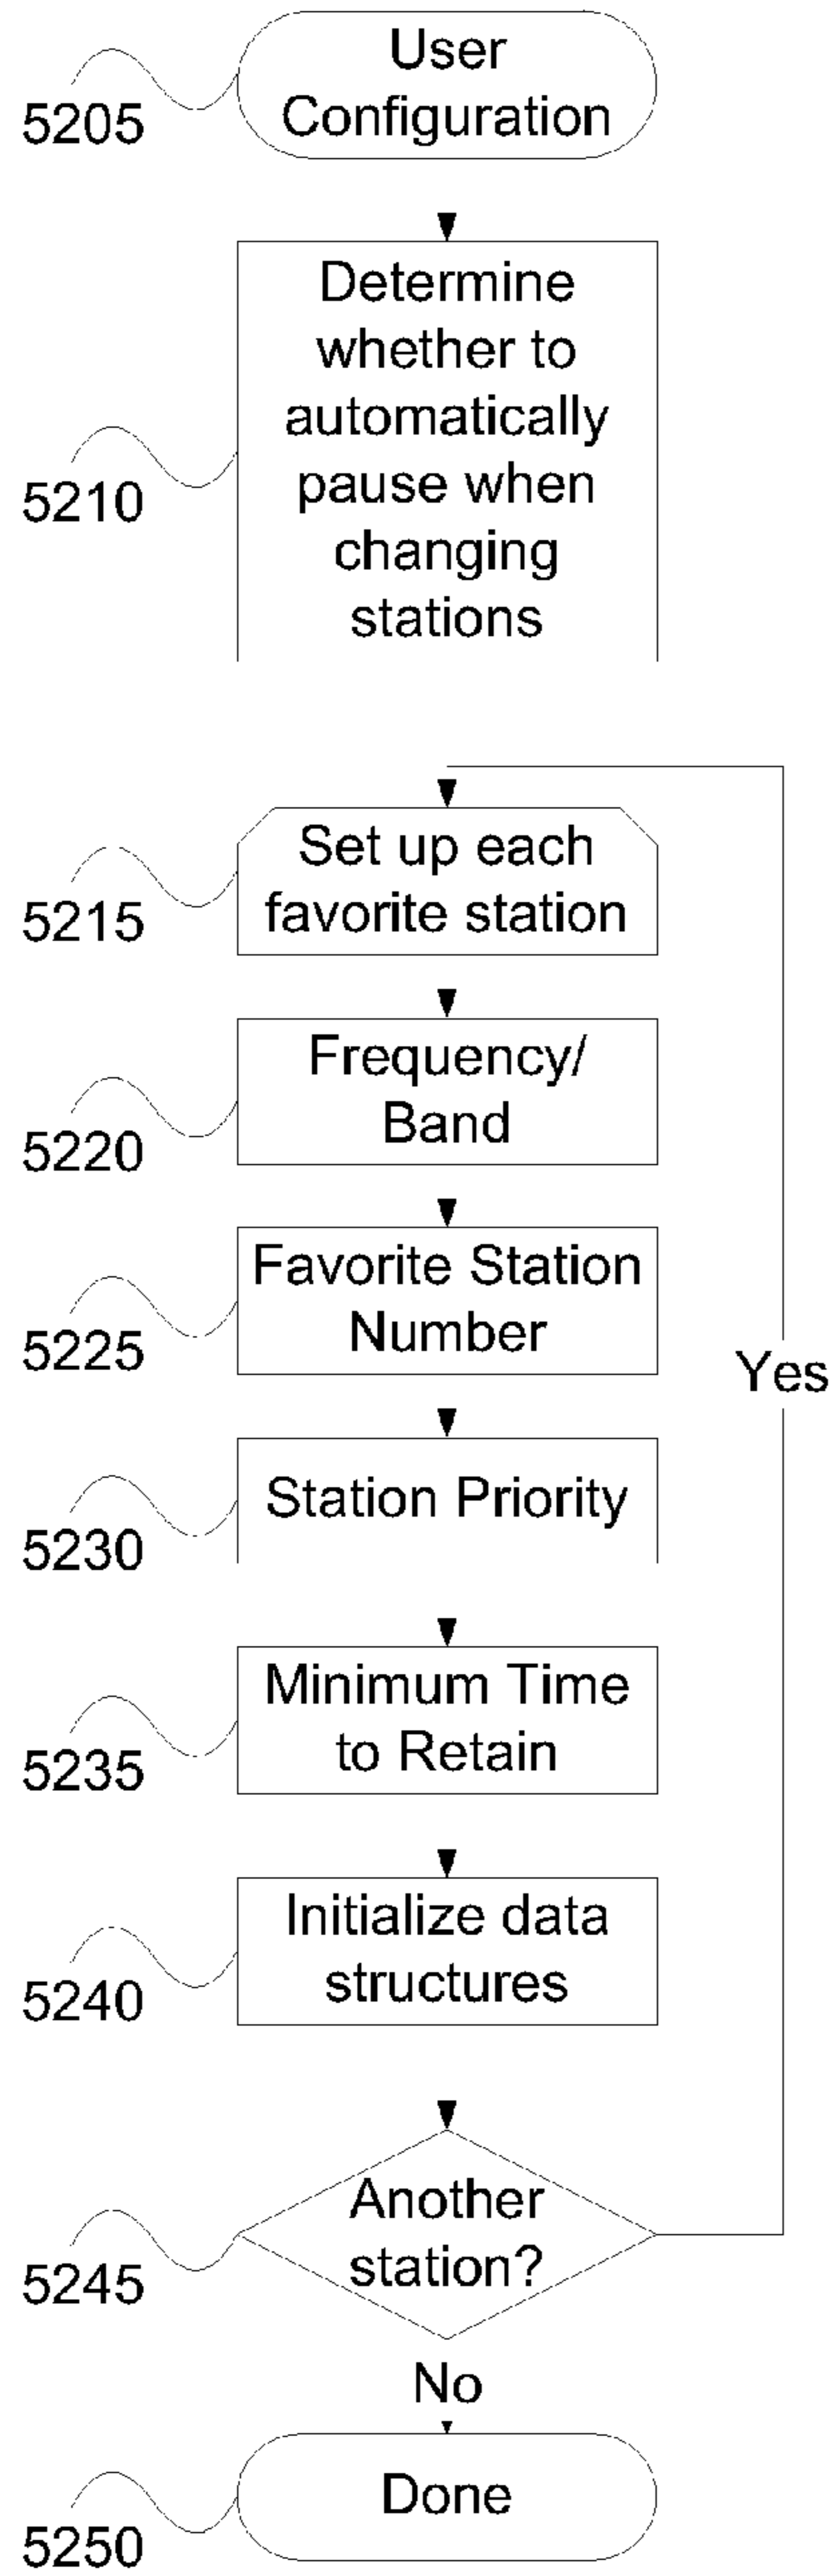 User
Configuration
5205
Determine
whether to
automatically
pause when
changing
stations
5210
Set up each
favorite station
5215
Frequency/
Band
5220
Favorite Station
Number
5225
Yes
Station Priority
5230
Minimum Time
to Retain
5235
Initialize data
structures
5240
Another
station?
5245
No
Done
5250